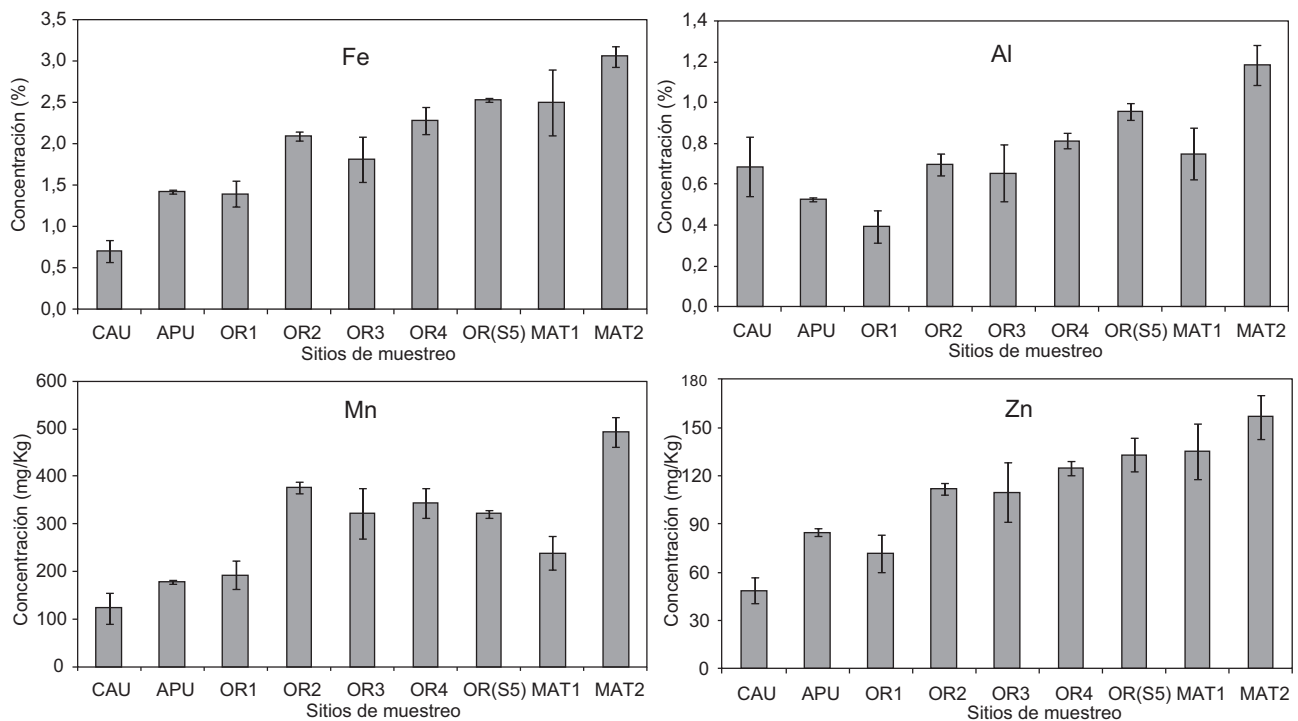 Fe
Concentración (%)
3,5
3,0
2,5
2,0
1,5
1,0
0,5
0,0
CAU APU OR1 OR2 OR3 OR4 OR(S5) MAT1 MAT2
Sitios de muestreo
Al
Concentración (%)
1,4
1,2
1,0
0,8
0,6
0,4
0,2
0,0
CAU APU OR1 OR2 OR3 OR4 OR(S5) MAT1 MAT2
Sitios de muestreo
Mn
Concentración (mg/Kg)
600
500
400
300
200
100
0
CAU APU OR1 OR2 OR3 OR4 OR(S5) MAT1 MAT2
Sitios de muestreo
Zn
Concentración (mg/Kg)
180
150
120
90
60
30
0
CAU APU OR1 OR2 OR3 OR4 OR(S5) MAT1 MAT2
Sitios de muestreo